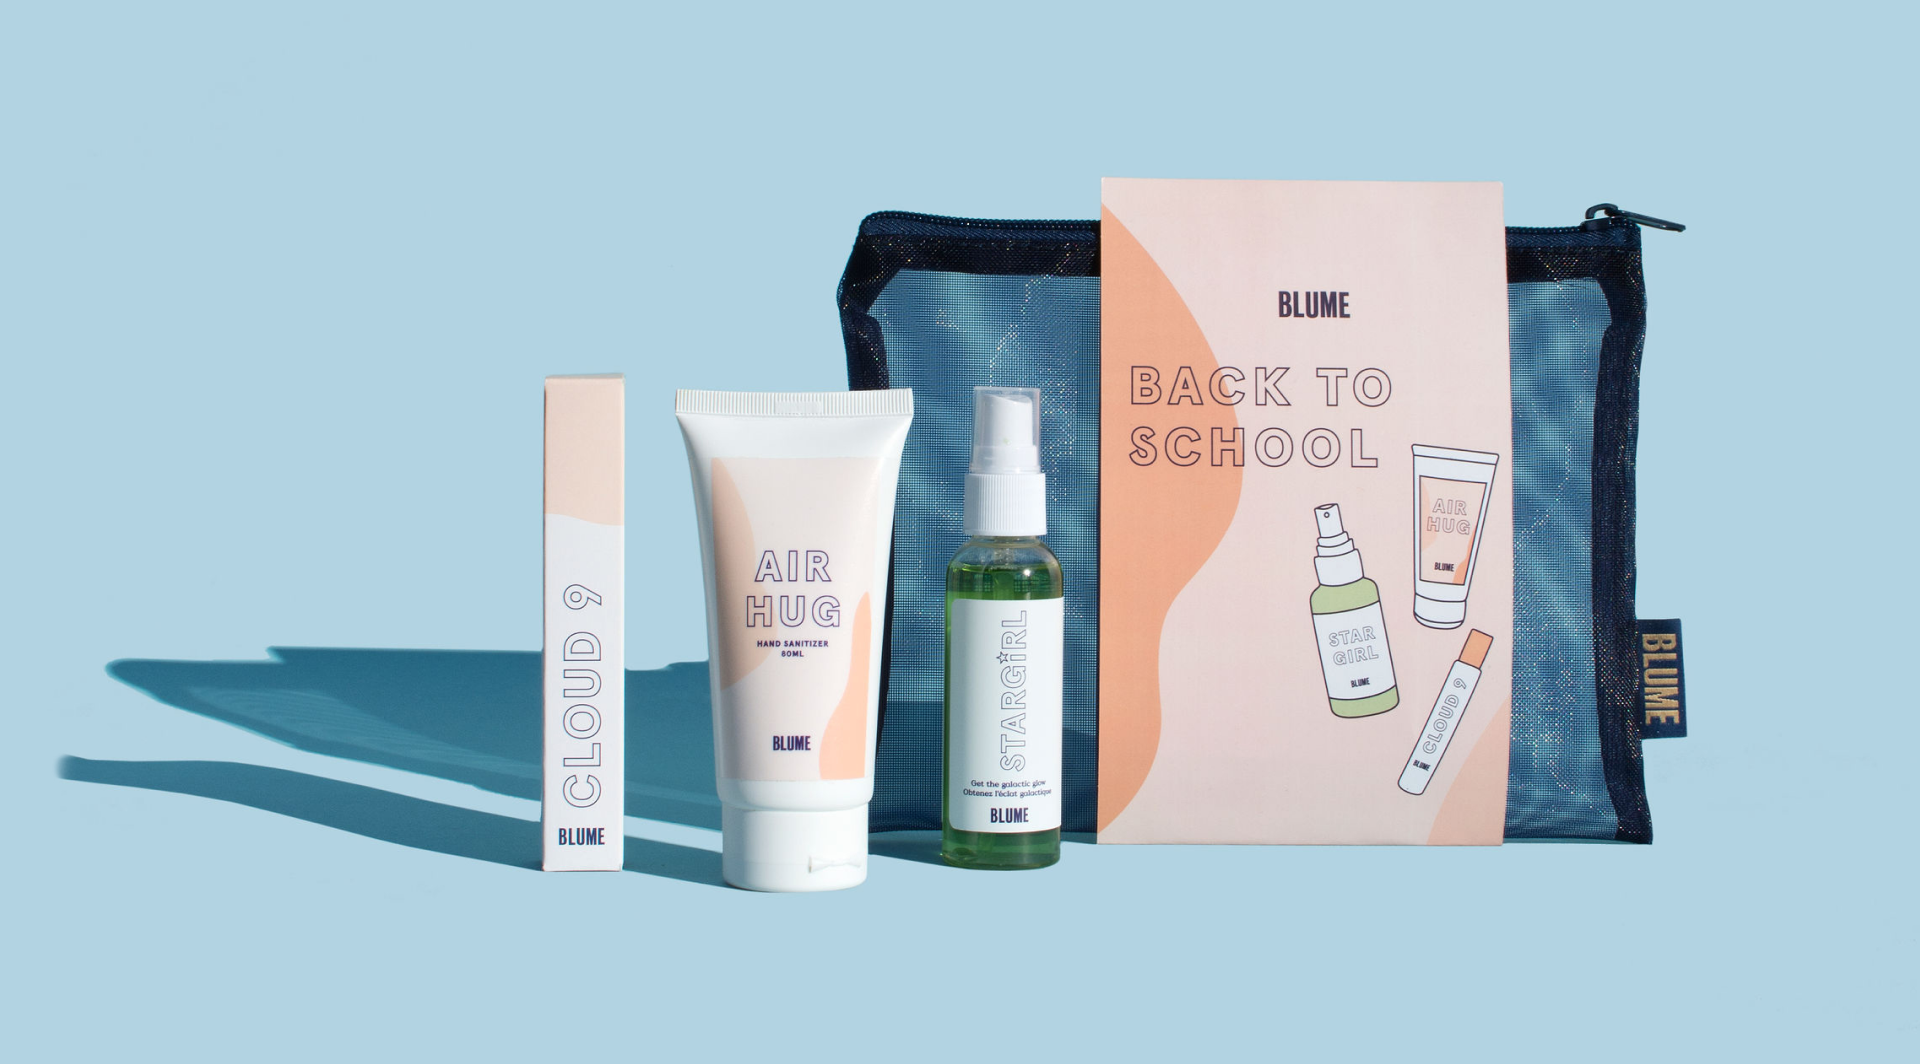 CLOUD 9
BLUME
AIR
HUG
HAND SANITIZER
80ML
BLUME
STARGiRL
Get the galactic glow
Obtenez l'éclat galactique
BLUME
BLUME
BACK TO
SCHOOL
AIR
HUG
BLUME
STAR
GIRL
BLUME
CLOUD 9
BLUME
BLUME